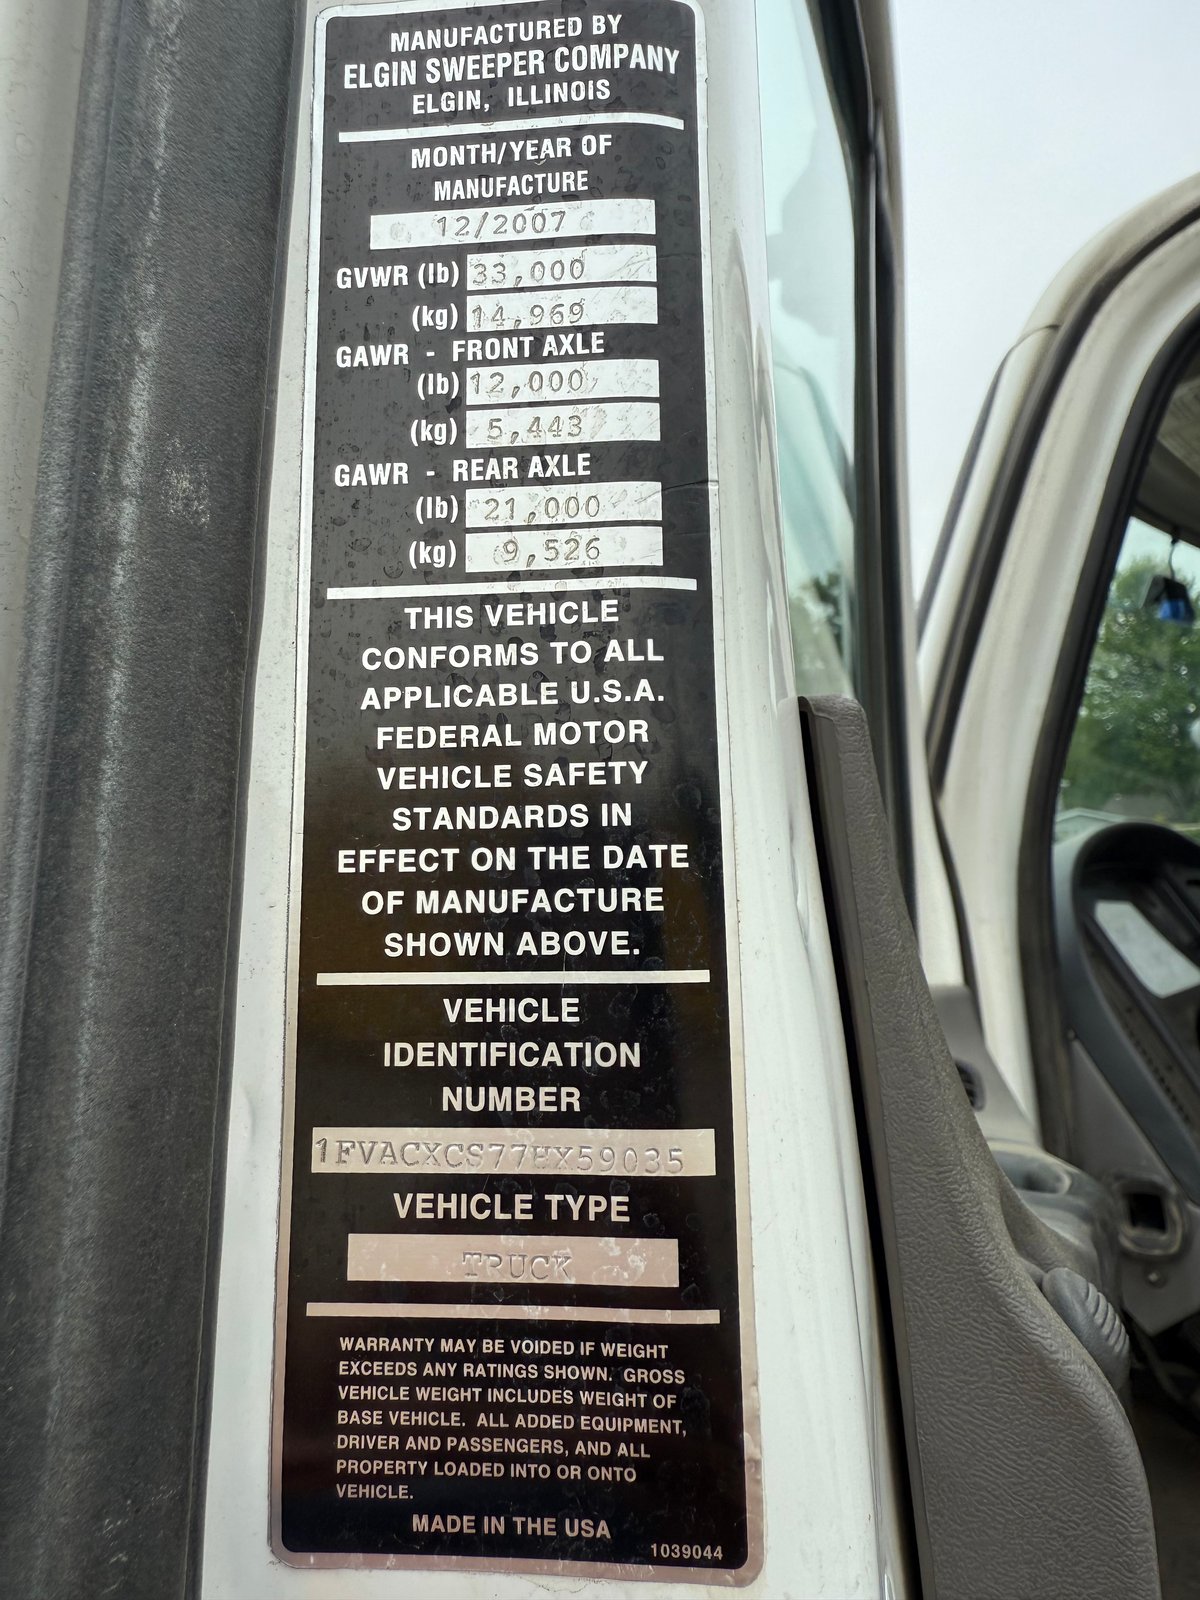 MANUFACTURED BY
ELGIN SWEEPER COMPANY
ELGIN, ILLINOIS
MONTH/YEAR OF
MANUFACTURE
12/2007
GVWR (lb) 33,000
(kg) 14,969
GAWR - FRONT AXLE
(lb) 12,000
(kg) 5,443
GAWR - REAR AXLE
(lb) 21,000
(kg) 9,526
THIS VEHICLE
CONFORMS TO ALL
APPLICABLE U.S.A.
FEDERAL MOTOR
VEHICLE SAFETY
STANDARDS IN
EFFECT ON THE DATE
OF MANUFACTURE
SHOWN ABOVE.
VEHICLE
IDENTIFICATION
NUMBER
1FVACXCS77HX59035
VEHICLE TYPE
TRUCK
WARRANTY MAY BE VOIDED IF WEIGHT
EXCEEDS ANY RATINGS SHOWN. GROSS
VEHICLE WEIGHT INCLUDES WEIGHT OF
BASE VEHICLE. ALL ADDED EQUIPMENT,
DRIVER AND PASSENGERS, AND ALL
PROPERTY LOADED INTO OR ONTO
VEHICLE.
MADE IN THE USA
1039044